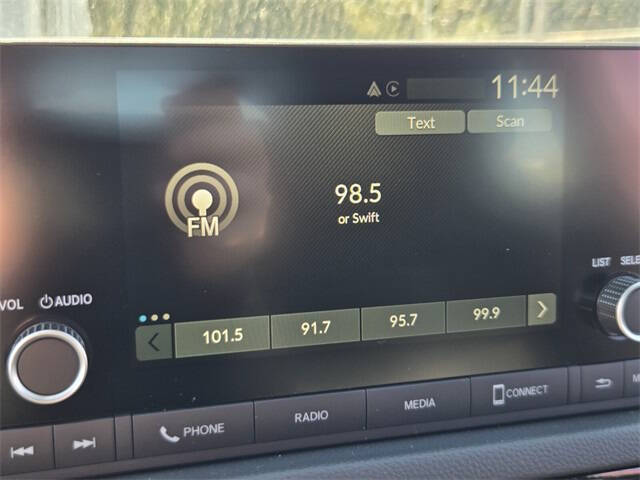 11:44
Text Scan
98.5
or Swift
FM
LIST SELE
VOL AUDIO
101.5 91.7 95.7 99.9
PHONE RADIO MEDIA CONNECT
M